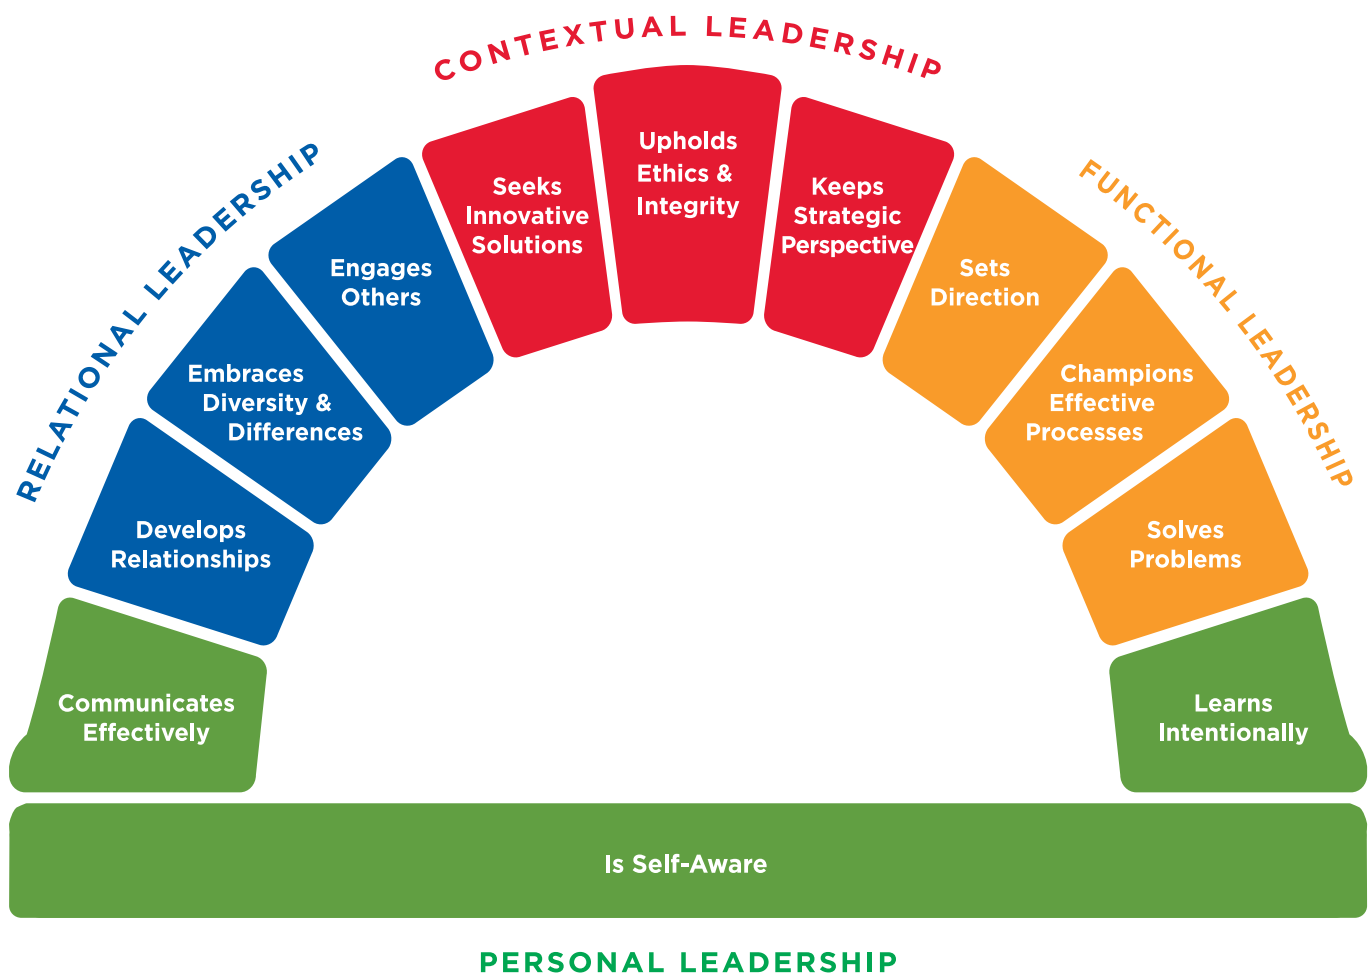 CONTEXTUAL LEADERSHIP
RELATIONAL LEADERSHIP
FUNCTIONAL LEADERSHIP
Communicates
Effectively
Develops
Relationships
Embraces
Diversity &
Differences
Engages
Others
Seeks
Innovative
Solutions
Upholds
Ethics &
Integrity
Keeps
Strategic
Perspective
Sets
Direction
Champions
Effective
Processes
Solves
Problems
Learns
Intentionally
Is Self-Aware
PERSONAL LEADERSHIP